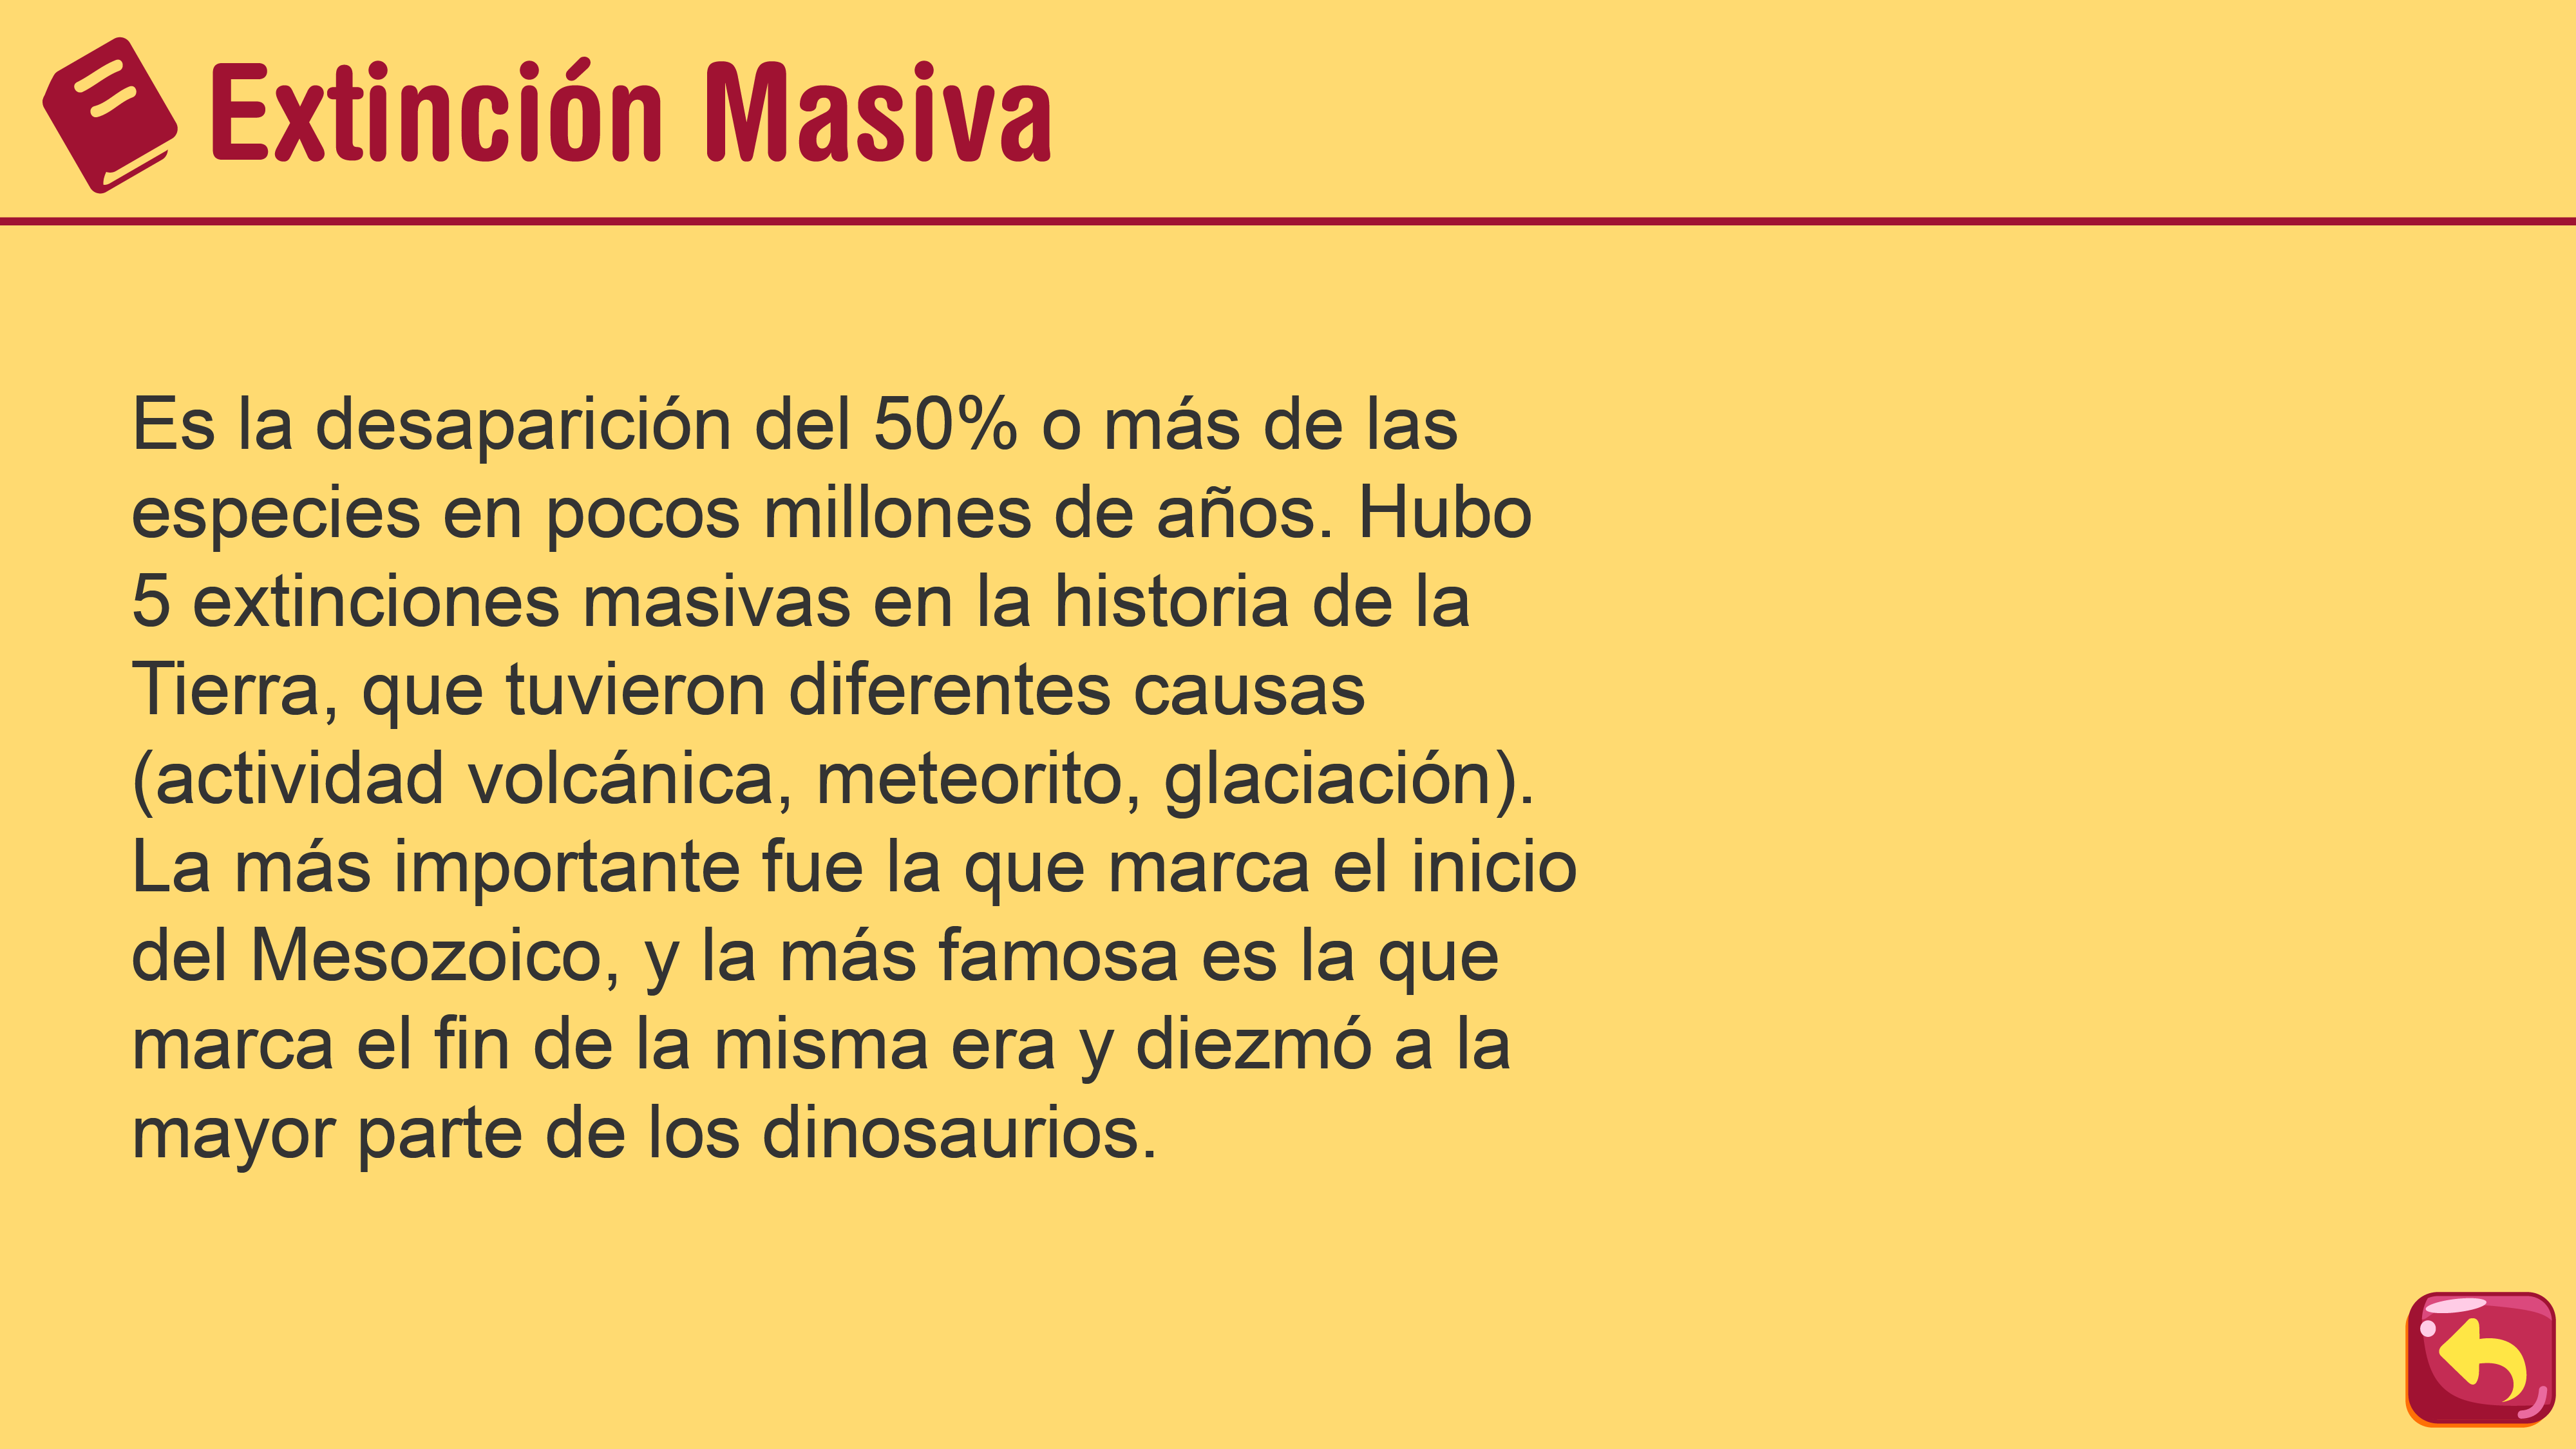 Extinción Masiva
Es la desaparición del 50% o más de las
especies en pocos millones de años. Hubo
5 extinciones masivas en la historia de la
Tierra, que tuvieron diferentes causas
(actividad volcánica, meteorito, glaciación).
La más importante fue la que marca el inicio
del Mesozoico, y la más famosa es la que
marca el fin de la misma era y diezmó a la
mayor parte de los dinosaurios.